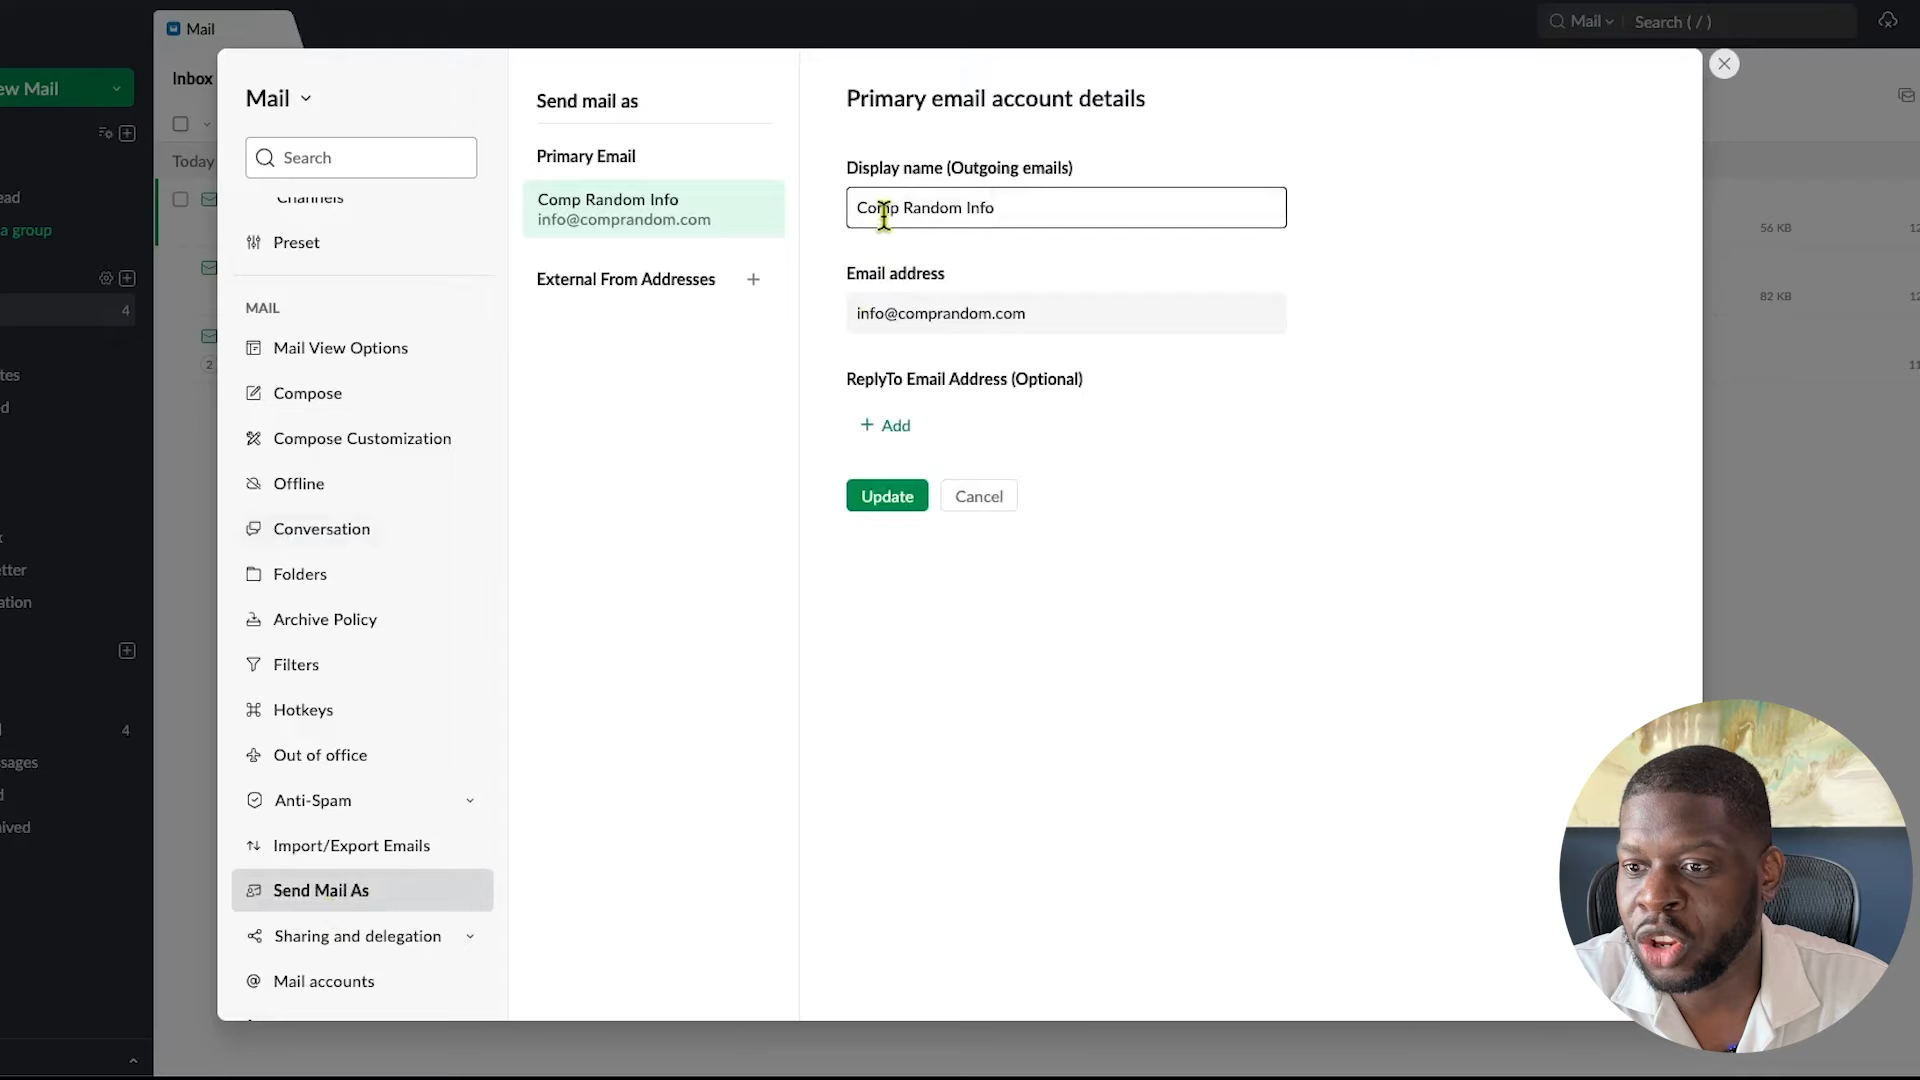 Mail
Mail
Search ( / )
ew Mail
Inbox
Today
ead
a group
4
2
tes
d
etter
ation
4
ssages
d
ived
56 KB
82 KB
Mail
Search
Channels
Preset
MAIL
Mail View Options
Compose
Compose Customization
Offline
Conversation
Folders
Archive Policy
Filters
Hotkeys
Out of office
Anti-Spam
Import/Export Emails
Send Mail As
Sharing and delegation
Mail accounts
Send mail as
Primary Email
Comp Random Info
info@comprandom.com
External From Addresses
Primary email account details
Display name (Outgoing emails)
Comp Random Info
Email address
info@comprandom.com
ReplyTo Email Address (Optional)
+ Add
Update
Cancel